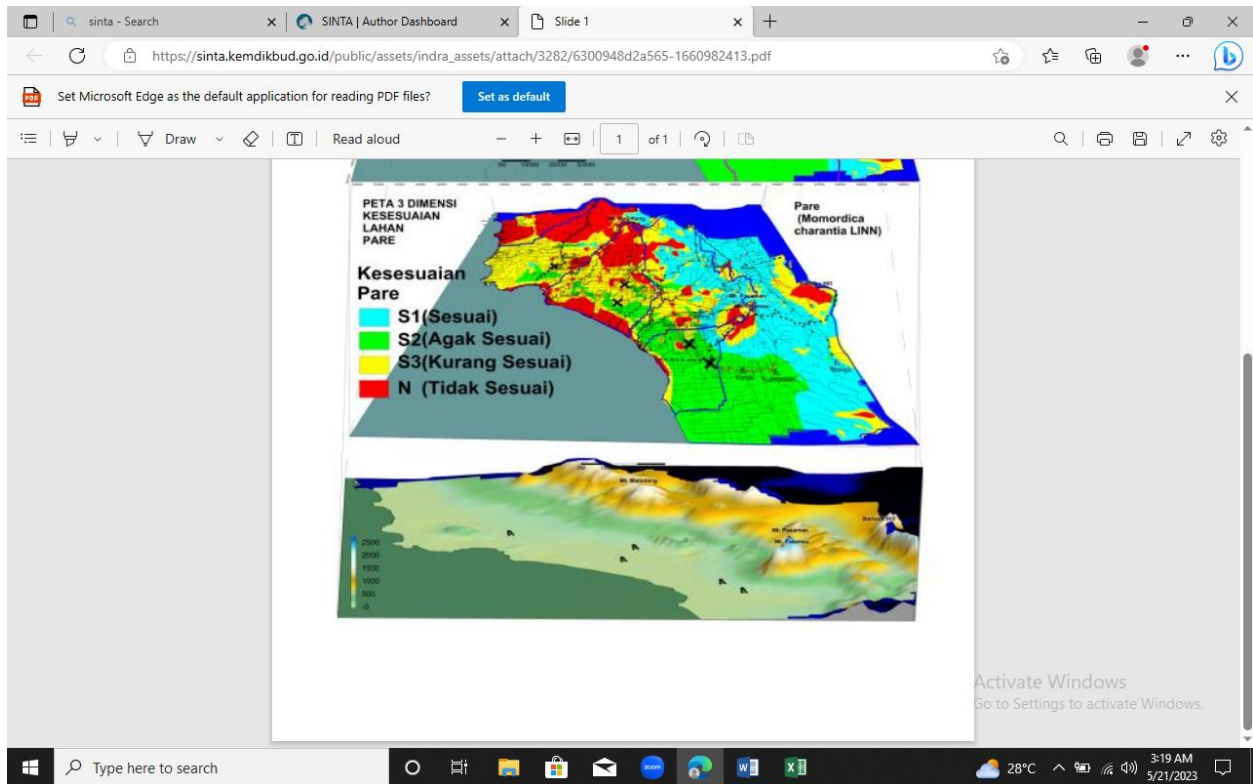 sinta - Search
SINTA | Author Dashboard
Slide 1
https://sinta.kemdikbud.go.id/public/assets/indra_assets/attach/3282/6300948d2a565-1660982413.pdf
Set Microsoft Edge as the default application for reading PDF files?
Set as default
Draw
Read aloud
1
of 1
PETA 3 DIMENSI
KESESUAIAN
LAHAN
PARE
Pare
(Momordica
charantia LINN)
Kesesuaian
Pare
S1(Sesuai)
S2(Agak Sesuai)
S3(Kurang Sesuai)
N (Tidak Sesuai)
Mt. Pasaman
2500
2000
1500
1000
500
-0
Activate Windows
Go to Settings to activate Windows.
Type here to search
zoom
28°C
3:19 AM
5/21/2023